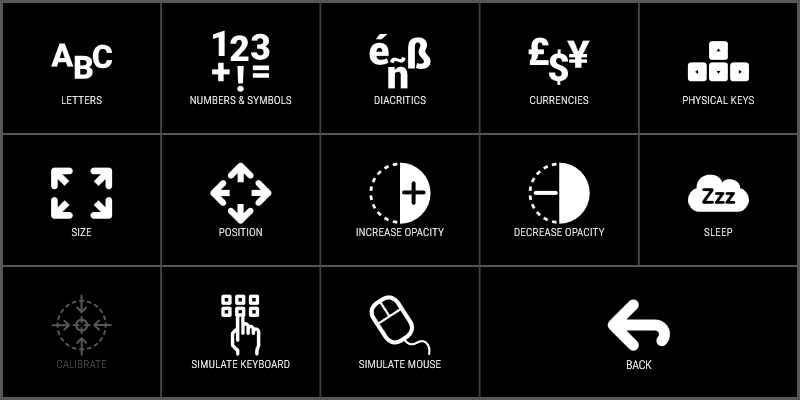 ABC
LETTERS
123
+!=
NUMBERS & SYMBOLS
éñß
DIACRITICS
£$¥
CURRENCIES
PHYSICAL KEYS
SIZE
POSITION
INCREASE OPACITY
DECREASE OPACITY
Zzz
SLEEP
CALIBRATE
SIMULATE KEYBOARD
SIMULATE MOUSE
BACK